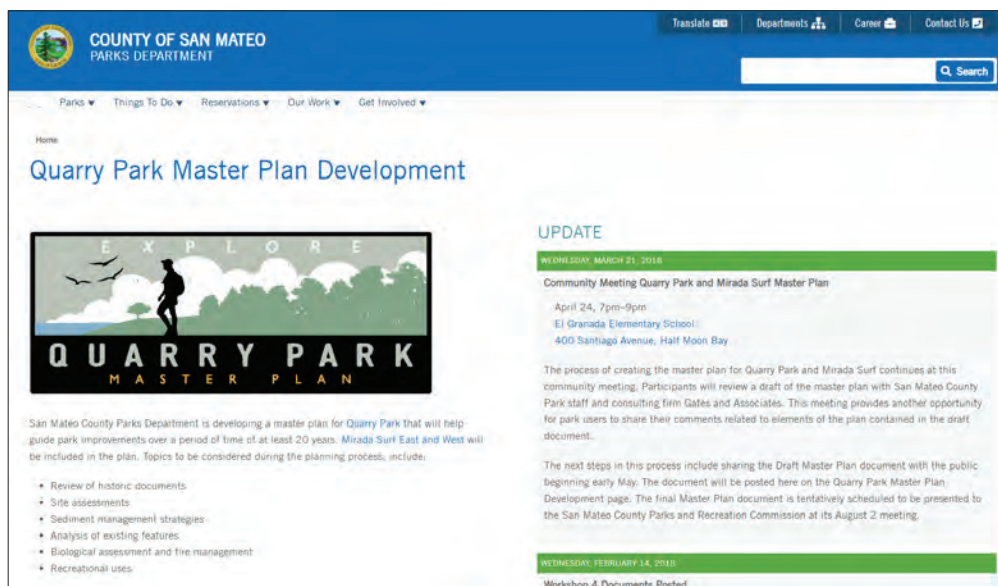 Translate
Departments
Career
Contact Us
COUNTY OF SAN MATEO
PARKS DEPARTMENT
Search
Parks
Things To Do
Reservations
Our Work
Get Involved
Home
Quarry Park Master Plan Development
EXPLORE
QUARRY PARK
MASTER PLAN
San Mateo County Parks Department is developing a master plan for Quarry Park that will help
guide park improvements over a period of time of at least 20 years. Mirada Surf East and West will
be included in the plan. Topics to be considered during the planning process, include:
• Review of historic documents
• Site assessments
• Sediment management strategies
• Analysis of existing features
• Biological assessment and fire management
• Recreational uses
UPDATE
WEDNESDAY, MARCH 21, 2018
Community Meeting Quarry Park and Mirada Surf Master Plan
April 24, 7pm–9pm
El Granada Elementary School
400 Santiago Avenue, Half Moon Bay
The process of creating the master plan for Quarry Park and Mirada Surf continues at this
community meeting. Participants will review a draft of the master plan with San Mateo County
Park staff and consulting firm Gates and Associates. This meeting provides another opportunity
for park users to share their comments related to elements of the plan contained in the draft
document.
The next steps in this process include sharing the Draft Master Plan document with the public
beginning early May. The document will be posted here on the Quarry Park Master Plan
Development page. The final Master Plan document is tentatively scheduled to be presented to
the San Mateo County Parks and Recreation Commission at its August 2 meeting.
WEDNESDAY, FEBRUARY 14, 2018
Workshop 4 Documents Posted